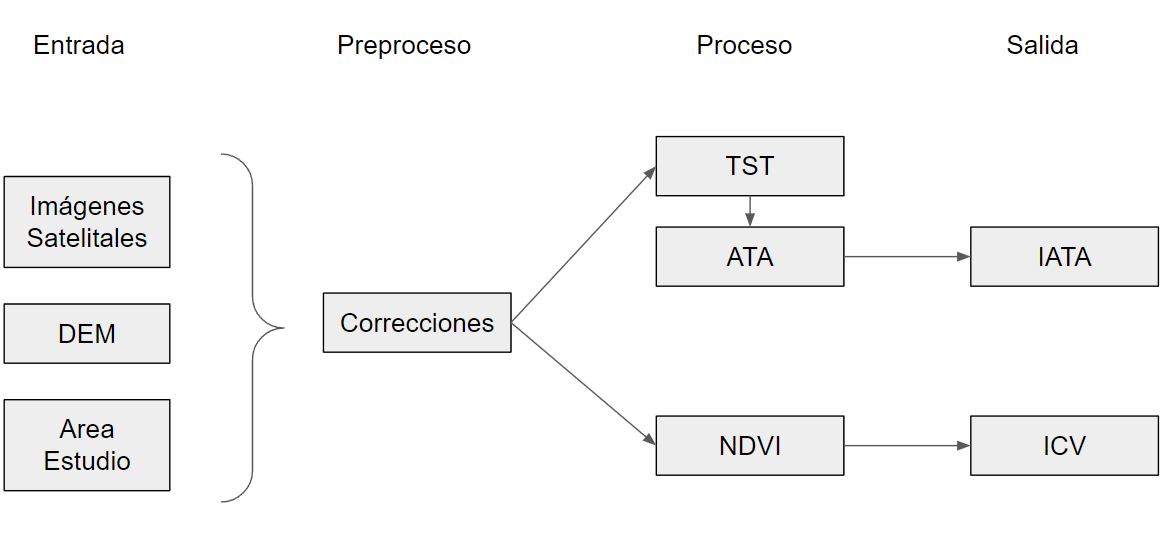 Entrada
Preproceso
Proceso
Salida
Imágenes
Satelitales
DEM
Area
Estudio
Correcciones
TST
ATA
NDVI
IATA
ICV